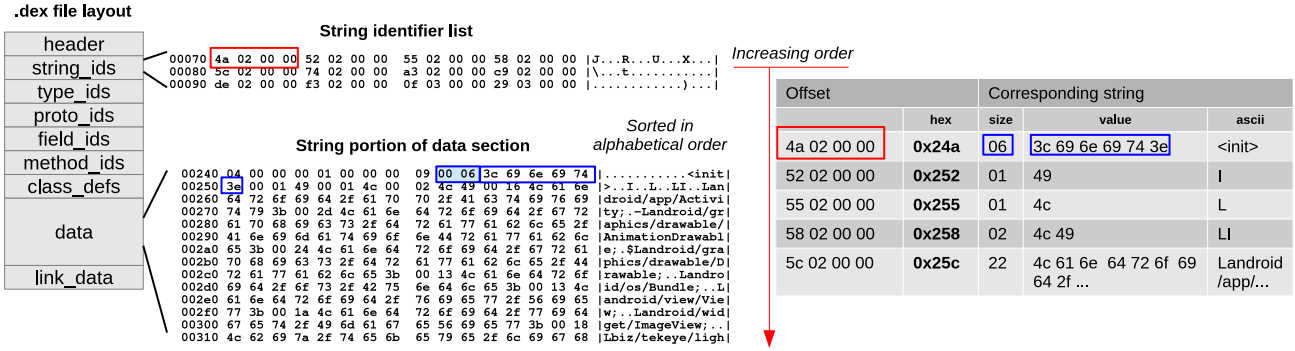 .dex file layout
header
string_ids
type_ids
proto_ids
field_ids
method_ids
class_defs
data
link_data
String identifier list
00070 4a 02 00 00 52 02 00 00 55 02 00 00 58 02 00 00 |J...R...U...X...|
00080 5c 02 00 00 74 02 00 00 a3 02 00 00 c9 02 00 00 |\...t...........|
00090 de 02 00 00 f3 02 00 00 0f 03 00 00 29 03 00 00 |............)...|
Increasing order
String portion of data section
Sorted in
alphabetical order
00240 04 00 00 00 01 00 00 00 09 00 06 3c 69 6e 69 74 |...........<init|
00250 3e 00 01 49 00 01 4c 00 02 4c 49 00 16 4c 61 6e |>..I..L..LI..Lan|
00260 64 72 6f 69 64 2f 61 70 70 2f 41 63 74 69 76 69 |droid/app/Activi|
00270 74 79 3b 00 2d 4c 61 6e 64 72 6f 69 64 2f 67 72 |ty;.-Landroid/gr|
00280 61 70 68 69 63 73 2f 64 72 61 77 61 62 6c 65 2f |aphics/drawable/|
00290 41 6e 69 6d 61 74 69 6f 6e 44 72 61 77 61 62 6c |AnimationDrawabl|
002a0 65 3b 00 24 4c 61 6e 64 72 6f 69 64 2f 67 72 61 |e;.$Landroid/gra|
002b0 70 68 69 63 73 2f 64 72 61 77 61 62 6c 65 2f 44 |phics/drawable/D|
002c0 72 61 77 61 62 6c 65 3b 00 13 4c 61 6e 64 72 6f |rawable;..Landro|
002d0 69 64 2f 6f 73 2f 42 75 6e 64 6c 65 3b 00 13 4c |id/os/Bundle;..L|
002e0 61 6e 64 72 6f 69 64 2f 76 69 65 77 2f 56 69 65 |android/view/Vie|
002f0 77 3b 00 1a 4c 61 6e 64 72 6f 69 64 2f 77 69 64 |w;..Landroid/wid|
00300 67 65 74 2f 49 6d 61 67 65 56 69 65 77 3b 00 18 |get/ImageView;..|
00310 4c 62 69 7a 2f 74 65 6b 65 79 65 2f 6c 69 67 68 |Lbiz/tekeye/ligh|
Offset Corresponding string
hex size value ascii
4a 02 00 00 0x24a 06 3c 69 6e 69 74 3e <init>
52 02 00 00 0x252 01 49 I
55 02 00 00 0x255 01 4c L
58 02 00 00 0x258 02 4c 49 LI
5c 02 00 00 0x25c 22 4c 61 6e 64 72 6f 69 Landroid
64 2f ... /app/...